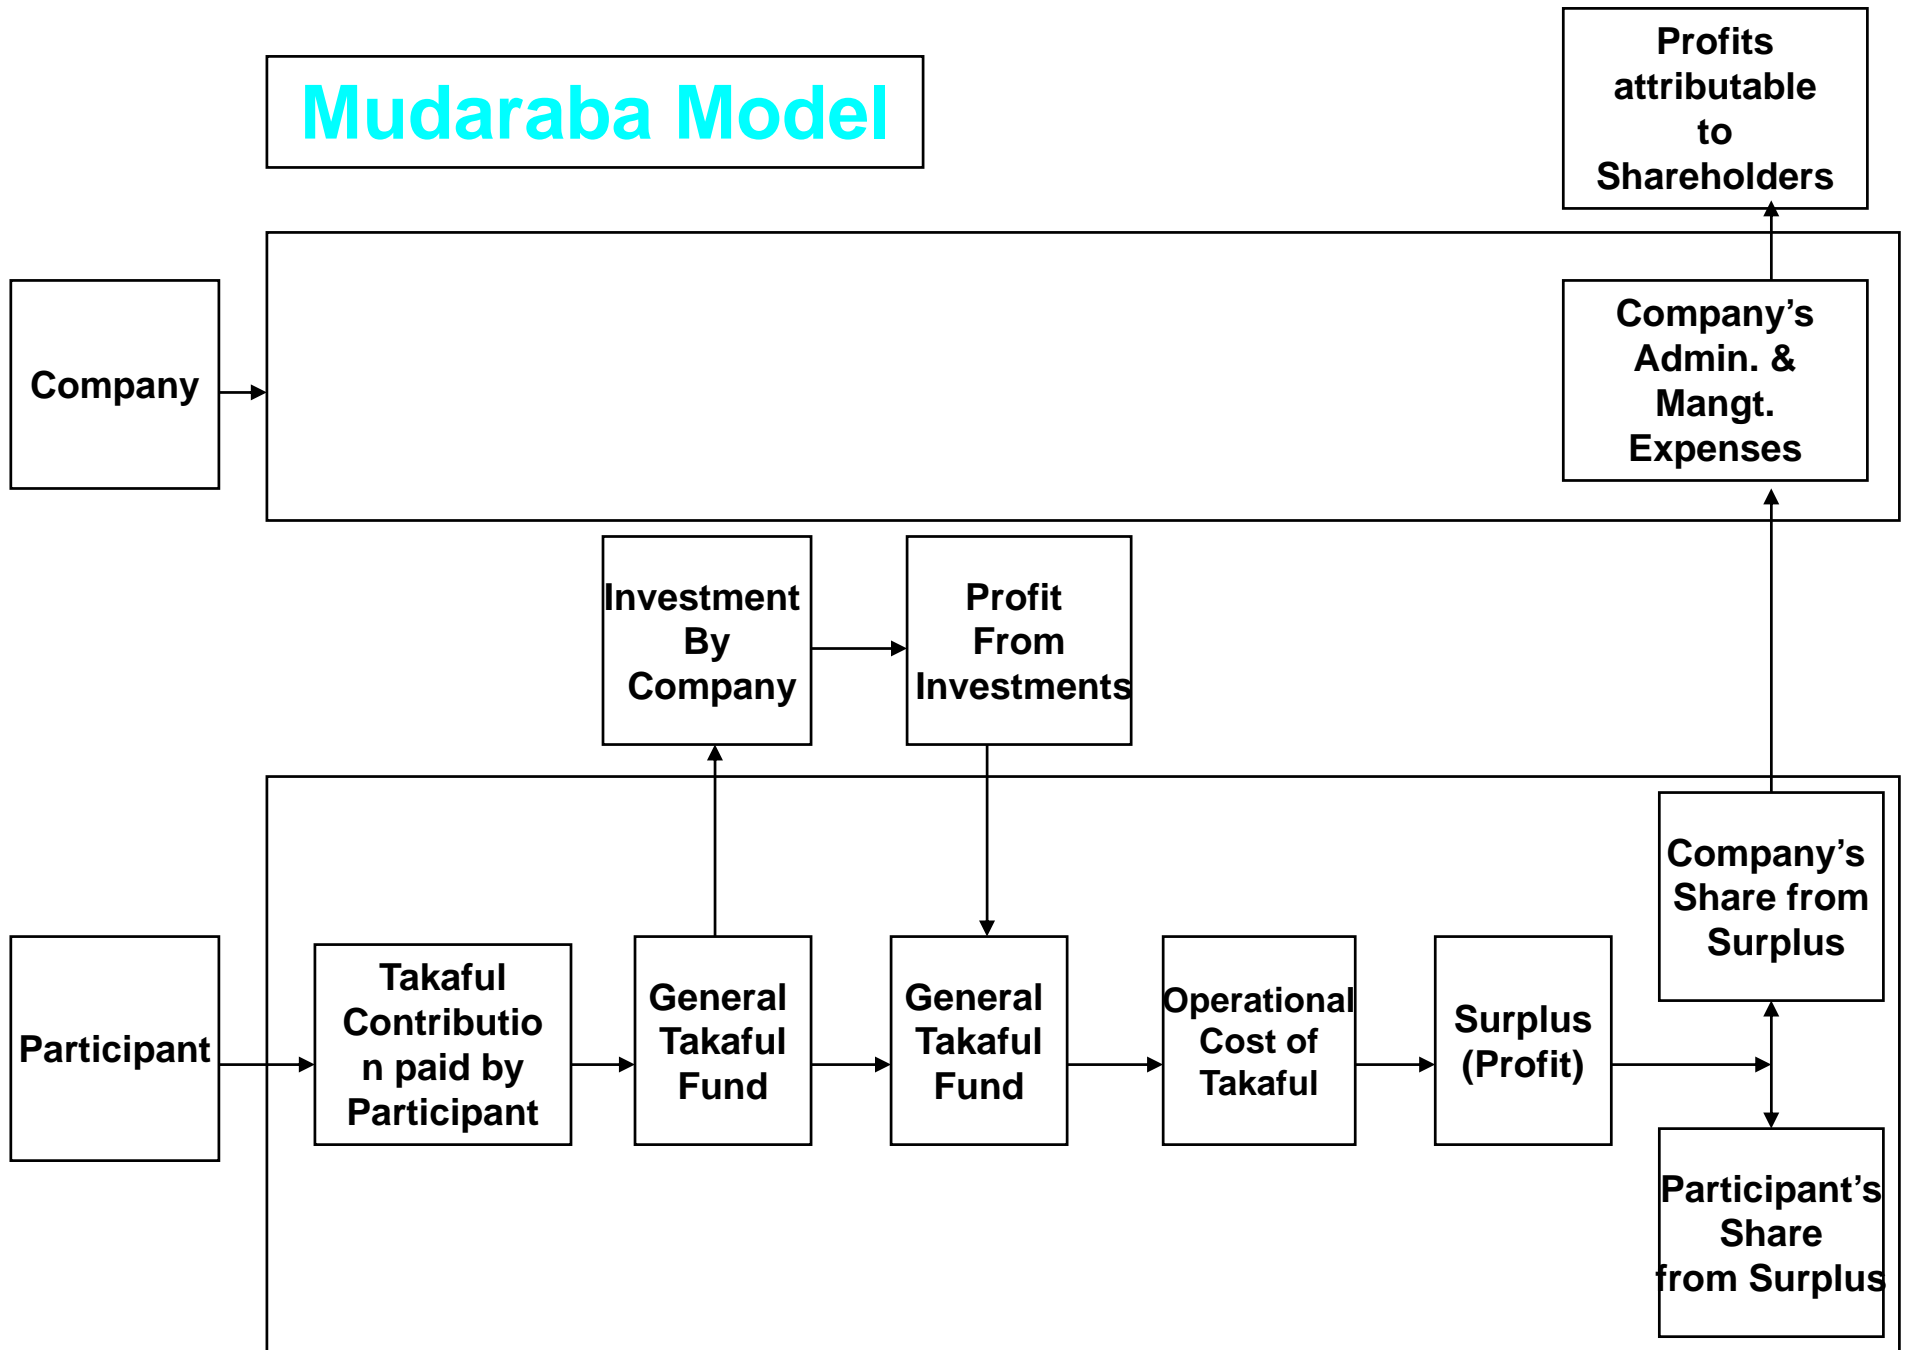 Mudaraba Model
Profits
attributable
to
Shareholders
Company
Company’s
Admin. &
Mangt.
Expenses
Investment
By
Company
Profit
From
Investments
Participant
Takaful
Contributio
n paid by
Participant
General
Takaful
Fund
General
Takaful
Fund
Operational
Cost of
Takaful
Surplus
(Profit)
Company’s
Share from
Surplus
Participant’s
Share
from Surplus